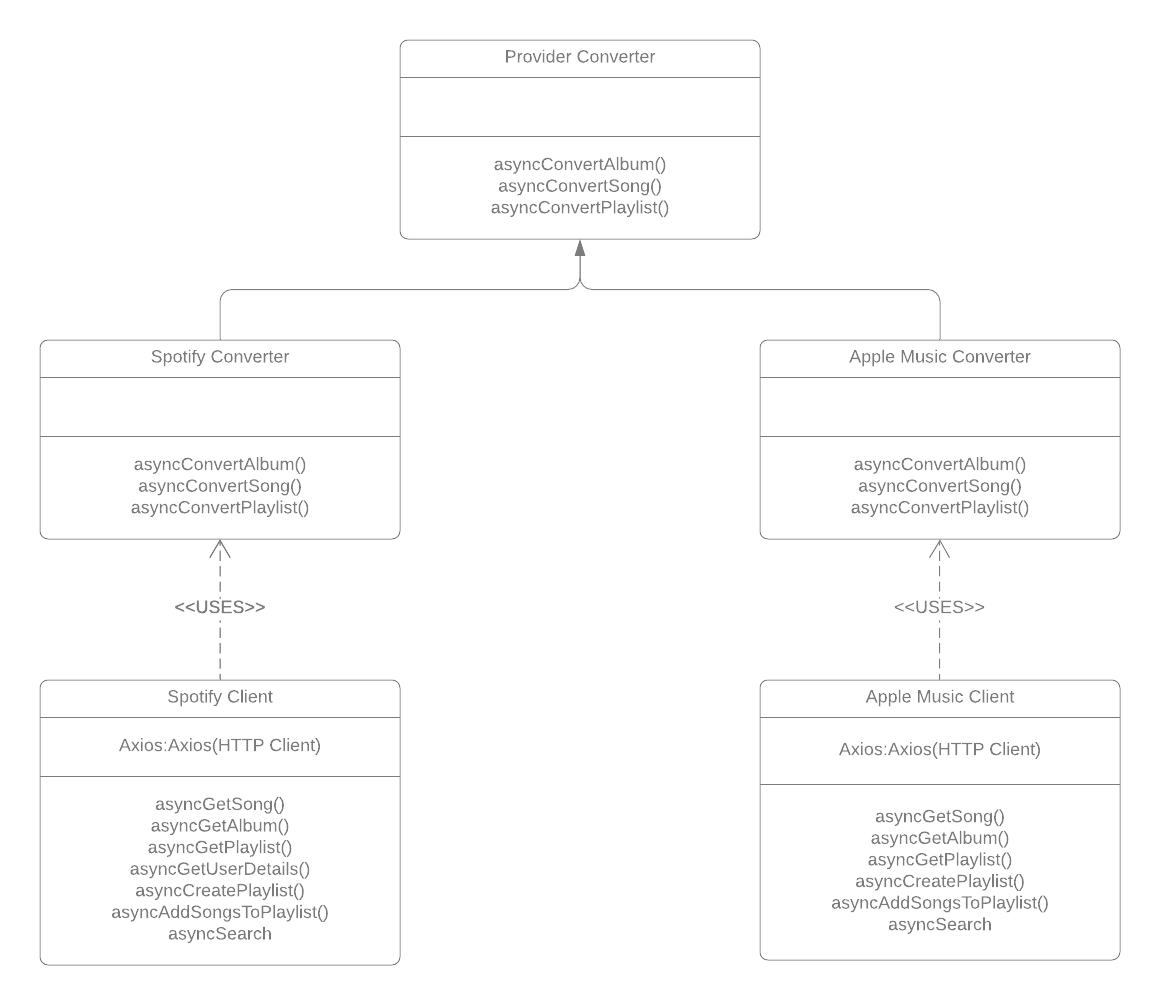 Provider Converter
asyncConvertAlbum()
asyncConvertSong()
asyncConvertPlaylist()
Spotify Converter
asyncConvertAlbum()
asyncConvertSong()
asyncConvertPlaylist()
Apple Music Converter
asyncConvertAlbum()
asyncConvertSong()
asyncConvertPlaylist()
<<USES>>
<<USES>>
Spotify Client
Axios:Axios(HTTP Client)
asyncGetSong()
asyncGetAlbum()
asyncGetPlaylist()
asyncGetUserDetails()
asyncCreatePlaylist()
asyncAddSongsToPlaylist()
asyncSearch
Apple Music Client
Axios:Axios(HTTP Client)
asyncGetSong()
asyncGetAlbum()
asyncGetPlaylist()
asyncCreatePlaylist()
asyncAddSongsToPlaylist()
asyncSearch